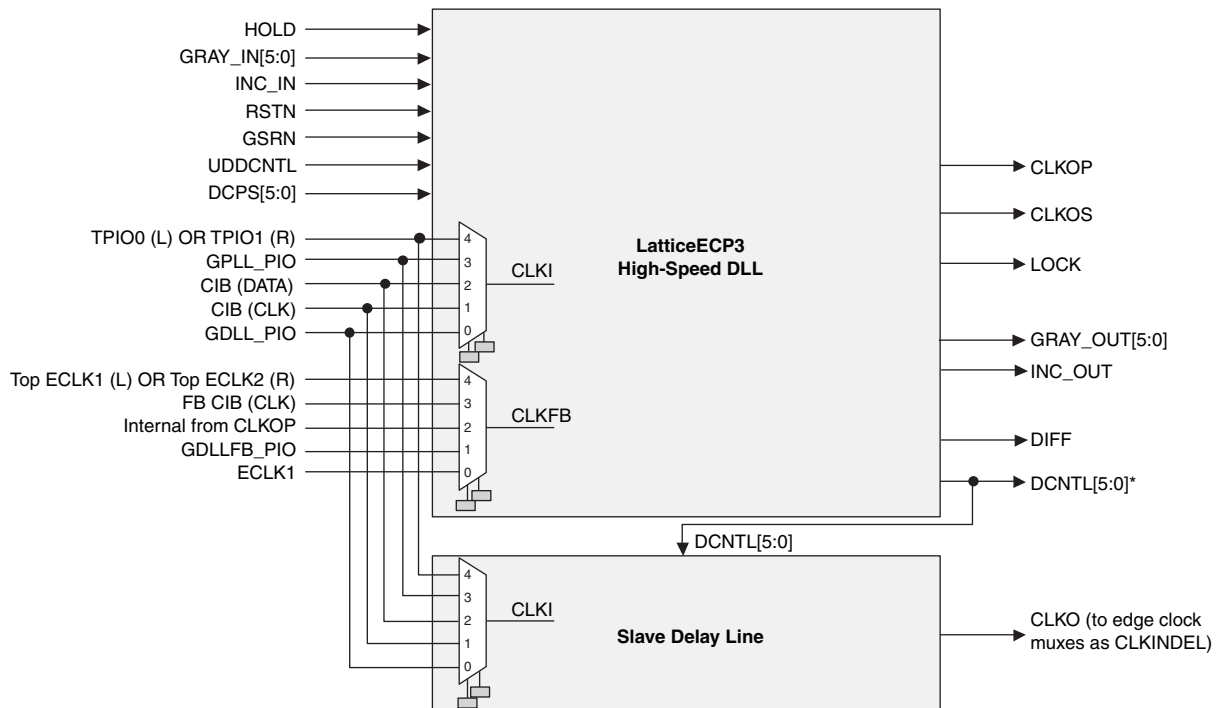 HOLD
GRAY_IN[5:0]
INC_IN
RSTN
GSRN
UDDCNTL
DCPS[5:0]
TPIO0 (L) OR TPIO1 (R)
GPLL_PIO
CIB (DATA)
CIB (CLK)
GDLL_PIO
4
3
2
1
0
CLKI
Top ECLK1 (L) OR Top ECLK2 (R)
FB CIB (CLK)
Internal from CLKOP
GDLLFB_PIO
ECLK1
4
3
2
1
0
CLKFB
LatticeECP3
High-Speed DLL
CLKOP
CLKOS
LOCK
GRAY_OUT[5:0]
INC_OUT
DIFF
DCNTL[5:0]*
DCNTL[5:0]
4
3
2
1
0
CLKI
Slave Delay Line
CLKO (to edge clock
muxes as CLKINDEL)